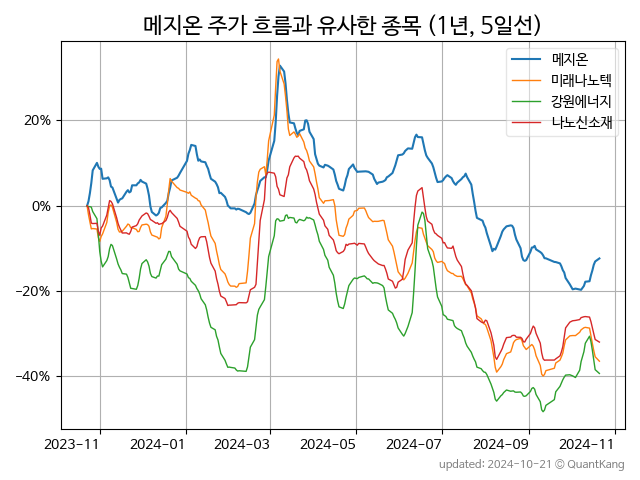 메지온 주가 흐름과 유사한 종목 (1년, 5일선)
메지온
미래나노텍
강원에너지
나노신소재
20%
0%
−20%
−40%
2023-11
2024-01
2024-03
2024-05
2024-07
2024-09
2024-11
updated: 2024-10-21 © QuantKang